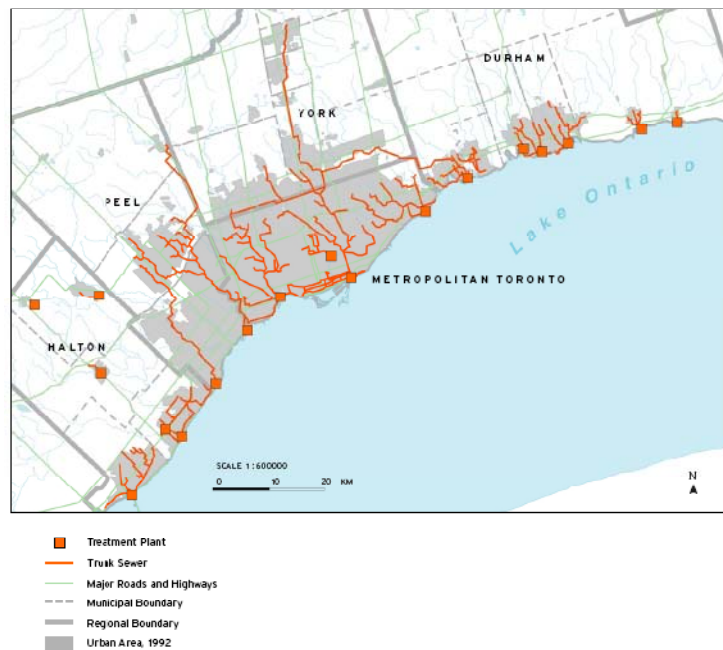 DURHAM
YORK
PEEL
Lake Ontario
METROPOLITAN TORONTO
HALTON
SCALE 1:600000
0 10 20 KM
N
Treatment Plant
Trunk Sewer
Major Roads and Highways
Municipal Boundary
Regional Boundary
Urban Area, 1992